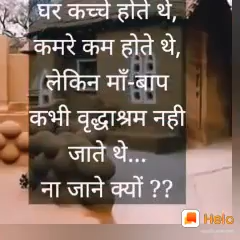 घर कच्चे होते थे,
कमरे कम होते थे,
लेकिन माँ-बाप
कभी वृद्धाश्रम नही
जाते थे...
ना जाने क्यों ??
Helo